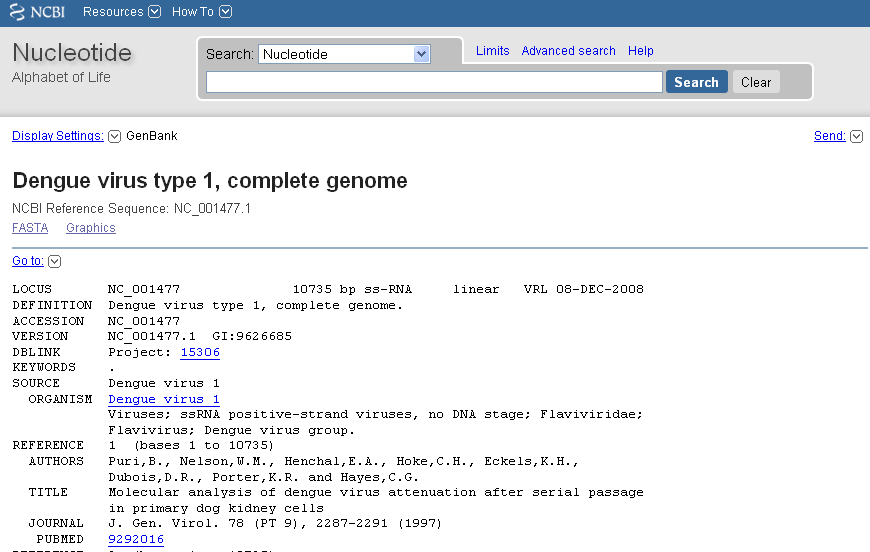 NCBI Resources How To
Nucleotide
Alphabet of Life
Search: Nucleotide
Limits Advanced search Help
Search Clear
Display Settings: GenBank
Send:
Dengue virus type 1, complete genome
NCBI Reference Sequence: NC_001477.1
FASTA Graphics
Go to:
LOCUS NC_001477 10735 bp ss-RNA linear VRL 08-DEC-2008
DEFINITION Dengue virus type 1, complete genome.
ACCESSION NC_001477
VERSION NC_001477.1 GI:9626685
DBLINK Project: 15306
KEYWORDS .
SOURCE Dengue virus 1
ORGANISM Dengue virus 1
Viruses; ssRNA positive-strand viruses, no DNA stage; Flaviviridae;
Flavivirus; Dengue virus group.
REFERENCE 1 (bases 1 to 10735)
AUTHORS Puri,B., Nelson,W.M., Henchal,E.A., Hoke,C.H., Eckels,K.H.,
Dubois,D.R., Porter,K.R. and Hayes,C.G.
TITLE Molecular analysis of dengue virus attenuation after serial passage
in primary dog kidney cells
JOURNAL J. Gen. Virol. 78 (PT 9), 2287-2291 (1997)
PUBMED 9292016